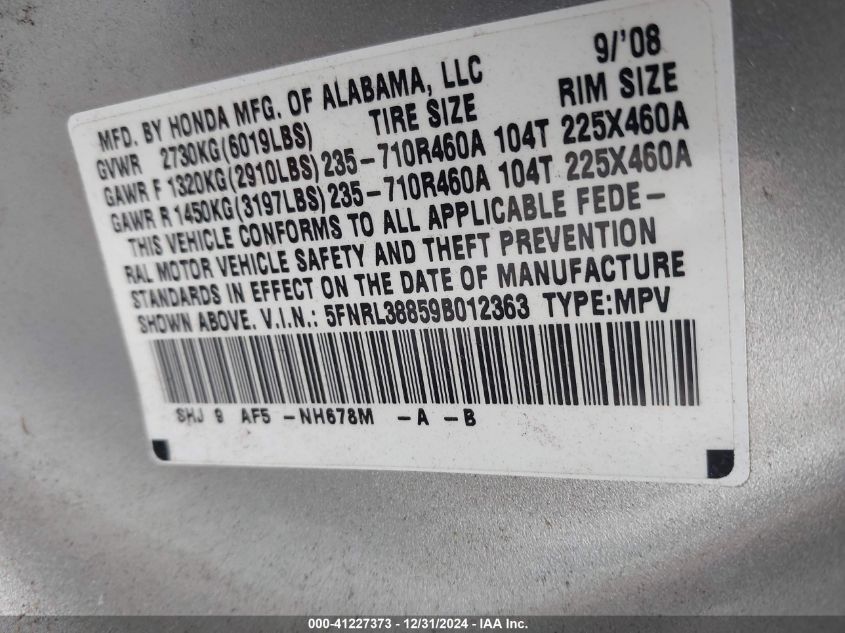 9/'08
MFD. BY HONDA MFG. OF ALABAMA, LLC
TIRE SIZE RIM SIZE
GVWR 2730KG(6019LBS)
GAWR F 1320KG(2910LBS) 235-710R460A 104T 225X460A
GAWR R 1450KG(3197LBS) 235-710R460A 104T 225X460A
THIS VEHICLE CONFORMS TO ALL APPLICABLE FEDE-
RAL MOTOR VEHICLE SAFETY AND THEFT PREVENTION
STANDARDS IN EFFECT ON THE DATE OF MANUFACTURE
SHOWN ABOVE. V.I.N.: 5FNRL38859B012363 TYPE:MPV
SHJ 9 AF5 -NH678M -A -B
000-41227373 - 12/31/2024 - IAA Inc.